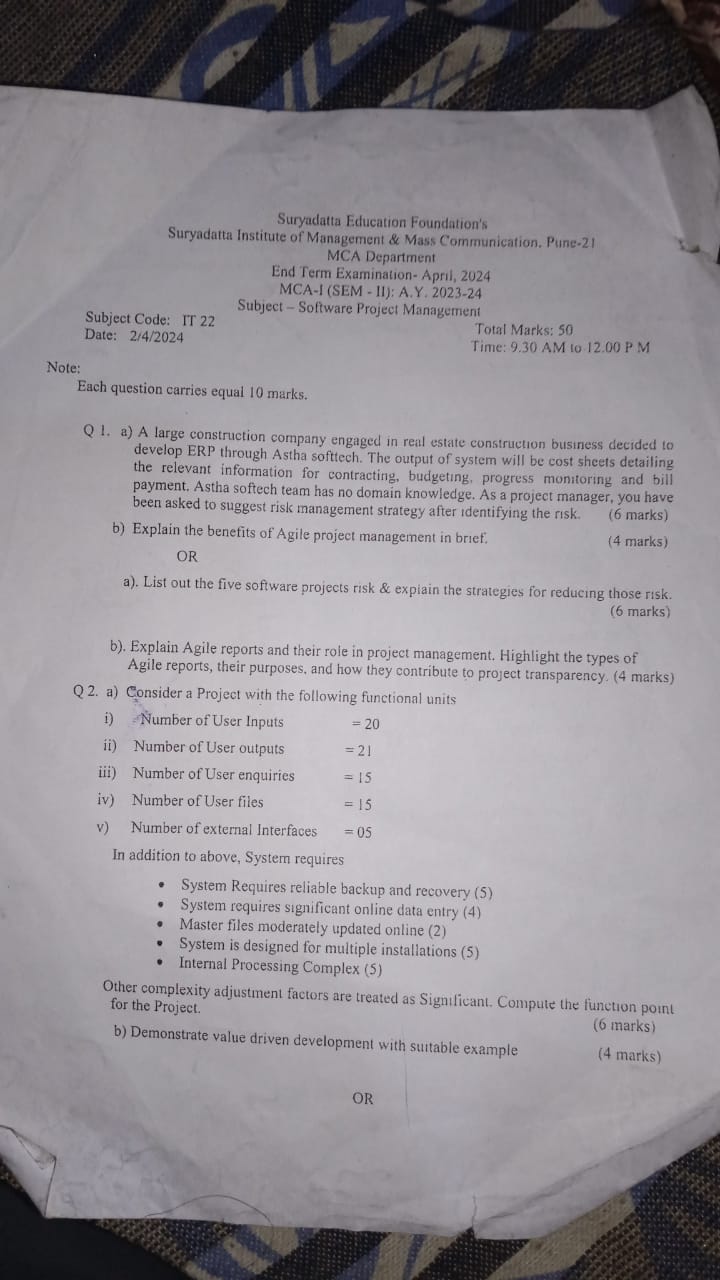 Suryadatta Education Foundation's
Suryadatta Institute of Management & Mass Communication, Pune-21
MCA Department
End Term Examination- April, 2024
MCA-I (SEM - II): A.Y. 2023-24
Subject – Software Project Management
Subject Code: IT 22
Total Marks: 50
Date: 2/4/2024
Time: 9.30 AM to 12.00 P M
Note:
Each question carries equal 10 marks.
Q 1. a) A large construction company engaged in real estate construction business decided to
develop ERP through Astha softtech. The output of system will be cost sheets detailing
the relevant information for contracting, budgeting, progress monitoring and bill
payment. Astha softech team has no domain knowledge. As a project manager, you have
been asked to suggest risk management strategy after identifying the risk. (6 marks)
b) Explain the benefits of Agile project management in brief. (4 marks)
OR
a). List out the five software projects risk & explain the strategies for reducing those risk.
(6 marks)
b). Explain Agile reports and their role in project management. Highlight the types of
Agile reports, their purposes, and how they contribute to project transparency. (4 marks)
Q 2. a) Consider a Project with the following functional units
i) Number of User Inputs = 20
ii) Number of User outputs = 21
iii) Number of User enquiries = 15
iv) Number of User files = 15
v) Number of external Interfaces = 05
In addition to above, System requires
• System Requires reliable backup and recovery (5)
• System requires significant online data entry (4)
• Master files moderately updated online (2)
• System is designed for multiple installations (5)
• Internal Processing Complex (5)
Other complexity adjustment factors are treated as Significant. Compute the function point
for the Project. (6 marks)
b) Demonstrate value driven development with suitable example (4 marks)
OR